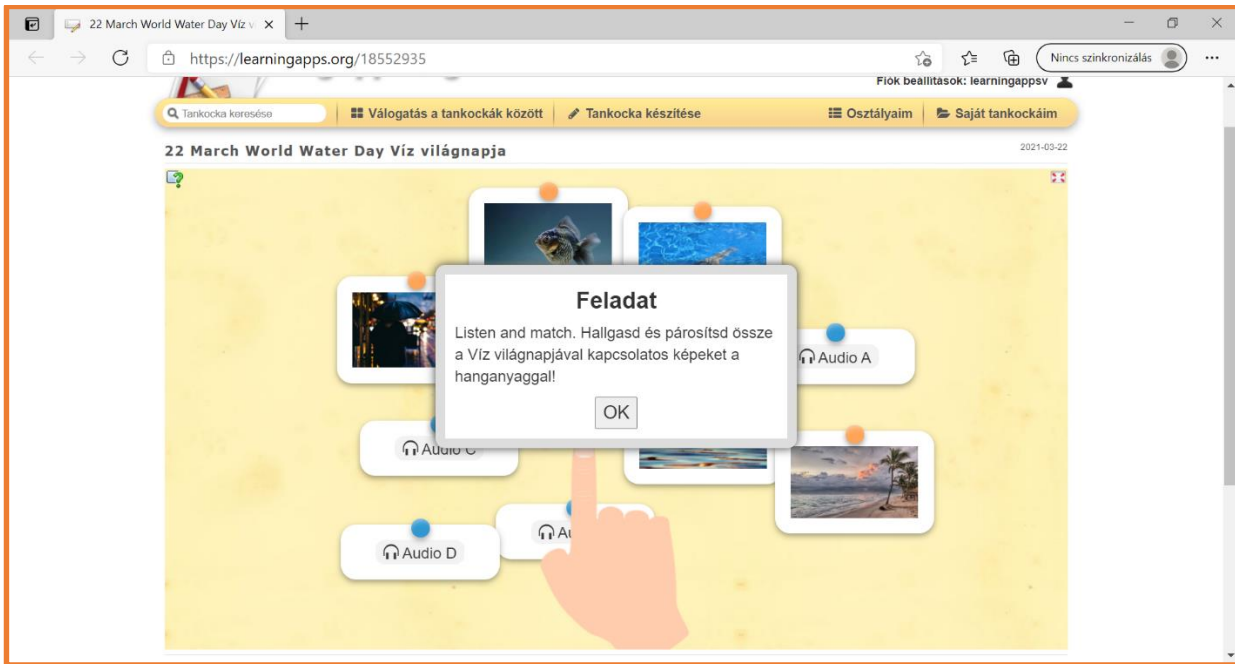 22 March World Water Day Víz v
https://learningapps.org/18552935
Nincs szinkronizálás
Fiók beállítások: learningappsv
Tankocka keresése
Válogatás a tankockák között
Tankocka készítése
Osztályaim
Saját tankockáim
22 March World Water Day Víz világnapja
2021-03-22
Feladat
Listen and match. Hallgasd és párosítsd össze
a Víz világnapjával kapcsolatos képeket a
hanganyaggal!
OK
Audio A
Audio C
Audio D